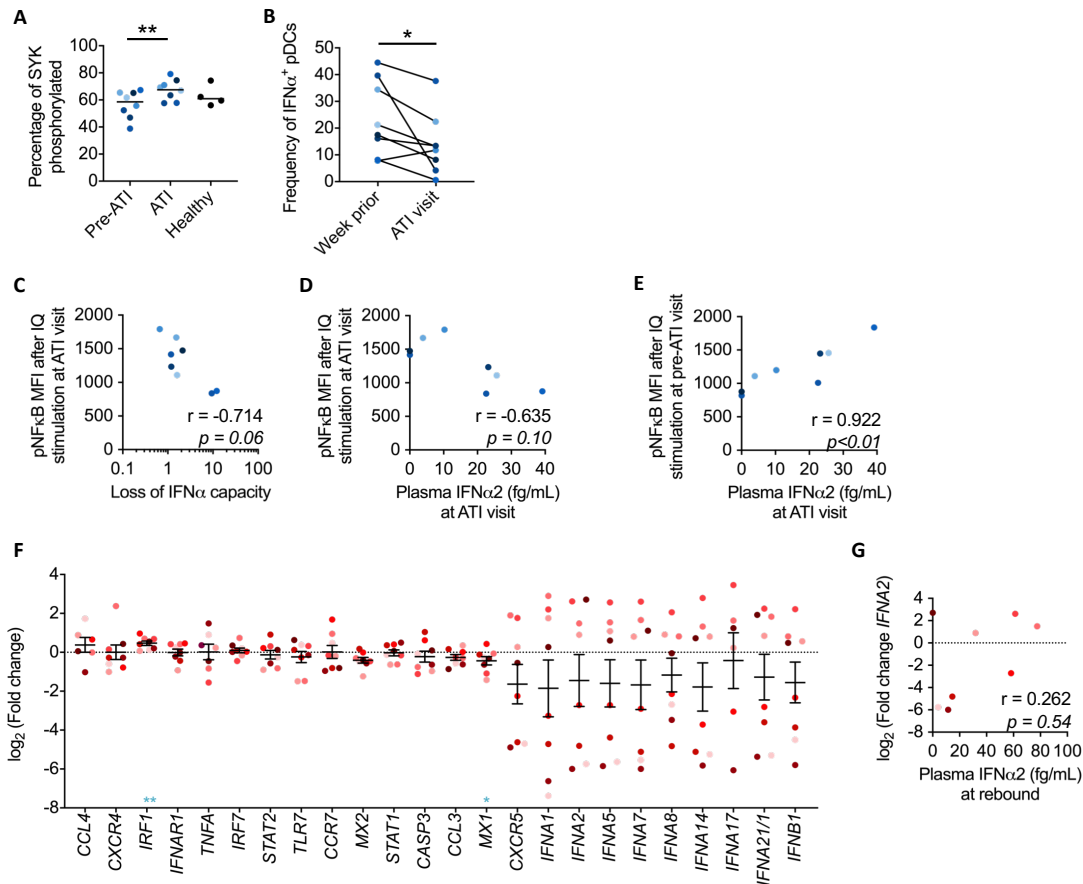 A
**
Percentage of SYK
phosphorylated
100
80
60
40
20
0
Pre-ATI
ATI
Healthy
B
*
Frequency of IFNα+ pDCs
50
40
30
20
10
0
Week prior
ATI visit
C
pNFκB MFI after IQ
stimulation at ATI visit
2000
1500
1000
500
0
r = -0.714
p = 0.06
0.1
1
10
100
Loss of IFNα capacity
D
pNFκB MFI after IQ
stimulation at ATI visit
2000
1500
1000
500
0
r = -0.635
p = 0.10
0
10
20
30
40
Plasma IFNα2 (fg/mL)
at ATI visit
E
pNFκB MFI after IQ
stimulation at pre-ATI visit
2000
1500
1000
500
0
r = 0.922
p<0.01
0
10
20
30
40
Plasma IFNα2 (fg/mL)
at ATI visit
F
log2 (Fold change)
4
2
0
-2
-4
-6
-8
**
*
CCL4
CXCR4
IRF1
IFNAR1
TNFA
IRF7
STAT2
TLR7
CCR7
MX2
STAT1
CASP3
CCL3
MX1
CXCR5
IFNA1
IFNA2
IFNA5
IFNA7
IFNA8
IFNA14
IFNA17
IFNA21/1
IFNB1
G
log2 (Fold change IFNA2)
4
2
0
-2
-4
-6
-8
r = 0.262
p = 0.54
0
20
40
60
80
100
Plasma IFNα2 (fg/mL)
at rebound